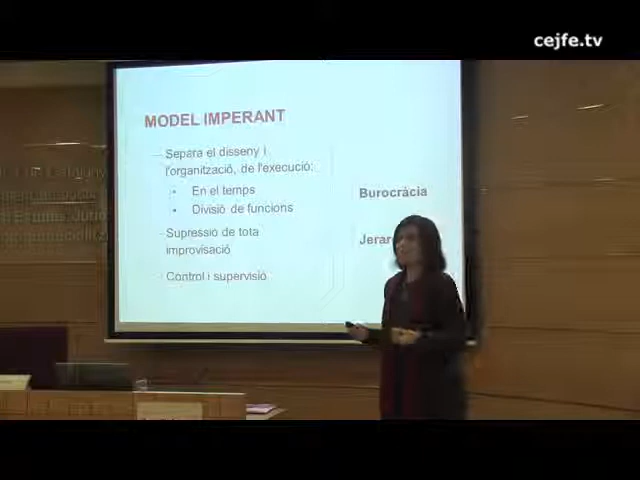 cejfe.tv
MODEL IMPERANT
- Separa el disseny i
l'organització, de l'execució:
• En el temps
• Divisió de funcions
- Supressió de tota
improvisació
- Control i supervisió
Burocràcia
Jerar